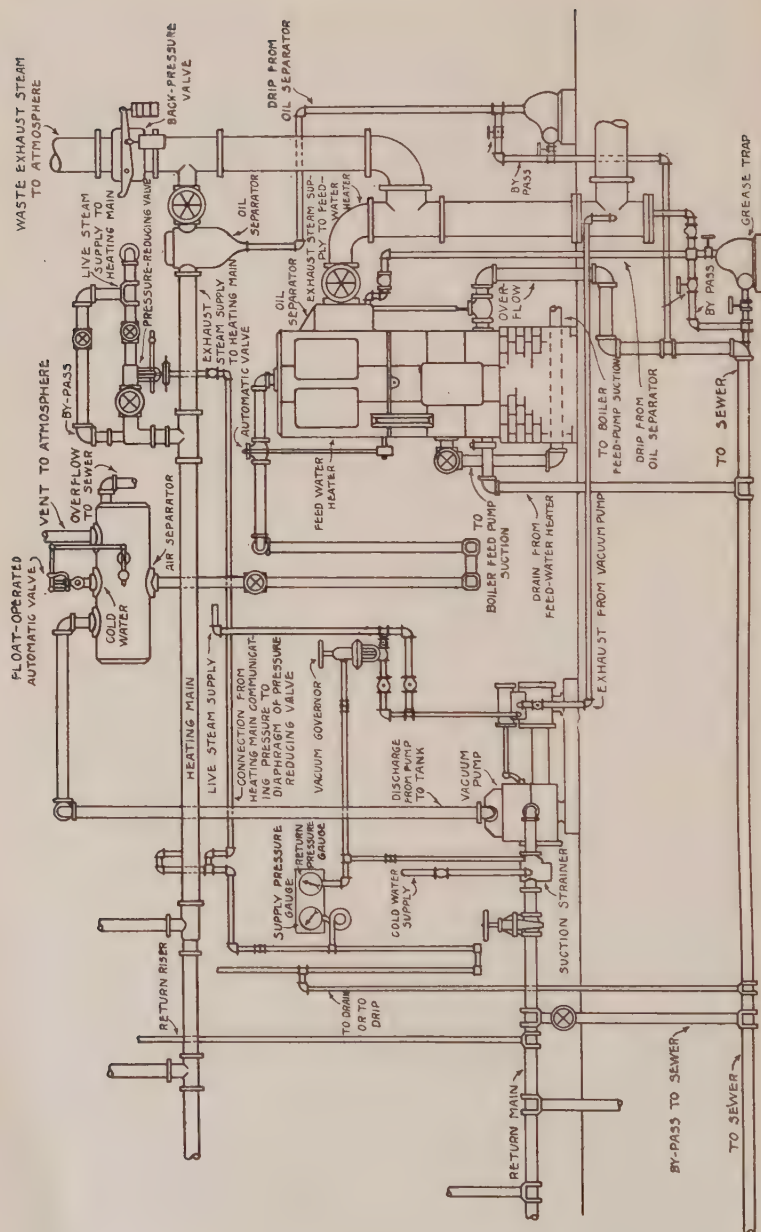 WASTE EXHAUST STEAM
TO ATMOSPHERE
BACK-PRESSURE
VALVE
LIVE STEAM
SUPPLY TO
HEATING MAIN
PRESSURE-REDUCING VALVE
BY-PASS
VENT TO ATMOSPHERE
OVERFLOW
TO SEWER
FLOAT-OPERATED
AUTOMATIC VALVE
COLD
WATER
AIR SEPARATOR
HEATING MAIN
RETURN RISER
DRIP FROM
OIL SEPARATOR
OIL
SEPARATOR
EXHAUST STEAM SUP-
PLY TO FEED-
WATER
HEATER
OIL
SEPARATOR
EXHAUST
STEAM SUPPLY
TO HEATING MAIN
AUTOMATIC VALVE
FEED WATER
HEATER
LIVE STEAM SUPPLY
CONNECTION FROM
HEATING MAIN COMMUNICAT-
ING PRESSURE TO
DIAPHRAGM OF PRESSURE
REDUCING VALVE
VACUUM GOVERNOR
SUPPLY PRESSURE
GAUGE
RETURN
PRESSURE
GAUGE
BY
PASS
OVER-
FLOW
GREASE TRAP
BY PASS
TO BOILER
FEED-PUMP SUCTION
DRIP FROM
OIL SEPARATOR
TO SEWER
TO
BOILER FEED PUMP
SUCTION
DRAIN FROM
FEED-WATER HEATER
EXHAUST FROM VACUUM PUMP
DISCHARGE
FROM PUMP
TO TANK
VACUUM
PUMP
COLD WATER
SUPPLY
SUCTION STRAINER
TO DRAIN
OR TO
DRIP
RETURN MAIN
BY-PASS TO SEWER
TO SEWER